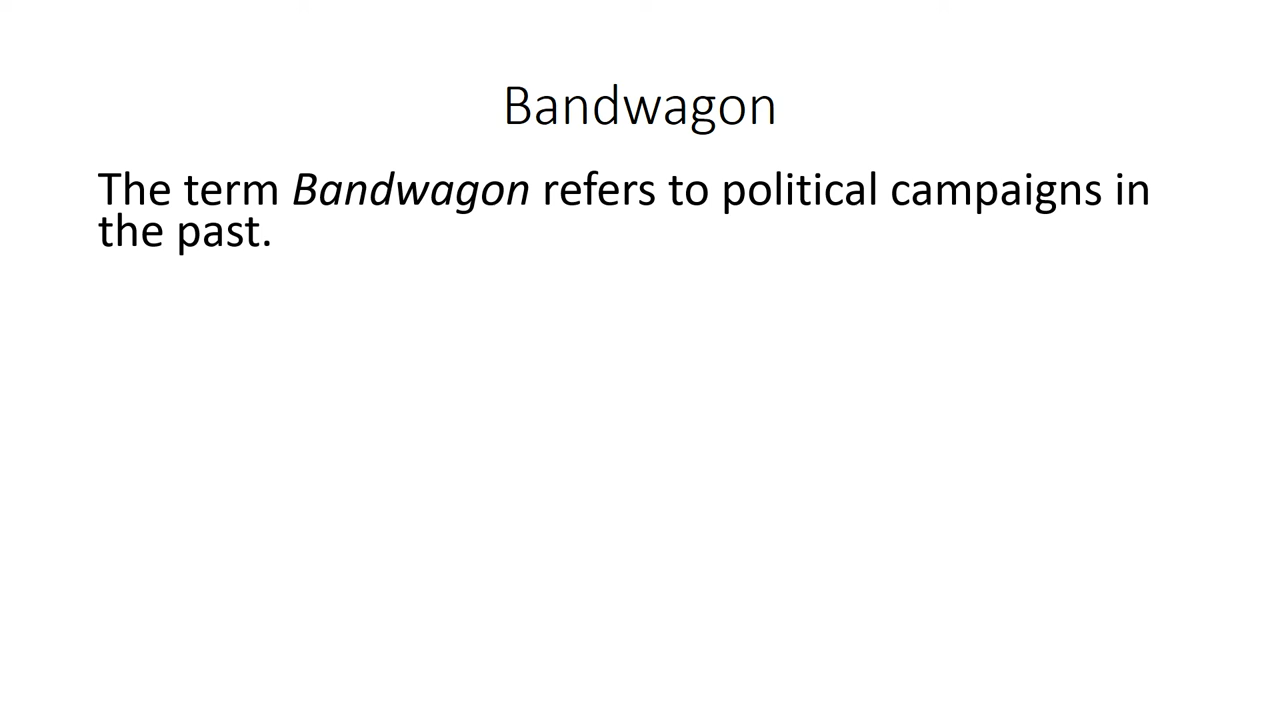 Bandwagon
The term Bandwagon refers to political campaigns in
the past.